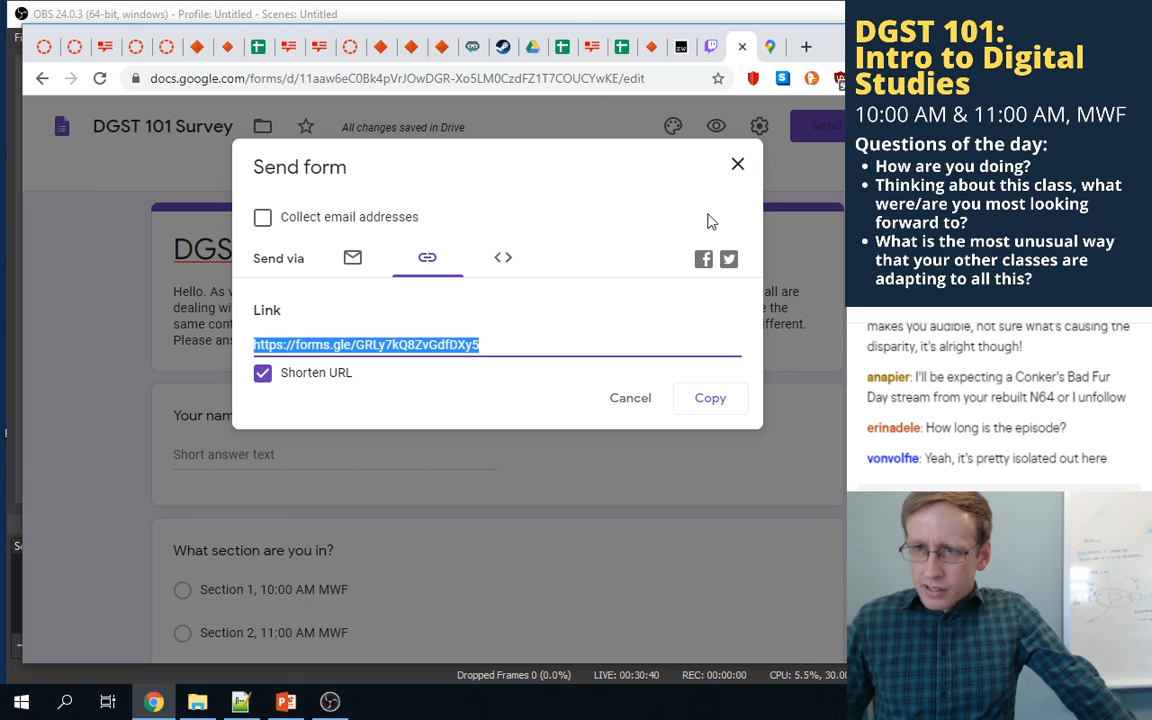 OBS 24.0.3 (64-bit, windows) - Profile: Untitled - Scenes: Untitled
docs.google.com/forms/d/11aaw6eC0Bk4pVrJOwDGR-Xo5LM0CzdFZ1T7COUCYwKE/edit
DGST 101 Survey
All changes saved in Drive
Send
Send form
Collect email addresses
Send via
Link
https://forms.gle/GRLy7kQ8ZvGdfDXy5
Shorten URL
Cancel
Copy
DGS
Hello. As
all are
dealing wit
e the
same con
fferent.
Please an
Your na
Short answer text
What section are you in?
Section 1, 10:00 AM MWF
Section 2, 11:00 AM MWF
Dropped Frames 0 (0.0%)
LIVE: 00:30:40
REC: 00:00:00
CPU: 5.5%, 30.00
DGST 101:
Intro to Digital
Studies
10:00 AM & 11:00 AM, MWF
Questions of the day:
• How are you doing?
• Thinking about this class, what
were/are you most looking
forward to?
• What is the most unusual way
that your other classes are
adapting to all this?
makes you audible, not sure what's causing the
disparity, it's alright though!
anapier: I'll be expecting a Conker's Bad Fur
Day stream from your rebuilt N64 or I unfollow
erinadele: How long is the episode?
vonvolfie: Yeah, it's pretty isolated out here